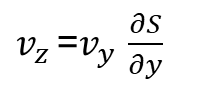 v_z = v_y ∂S/∂y